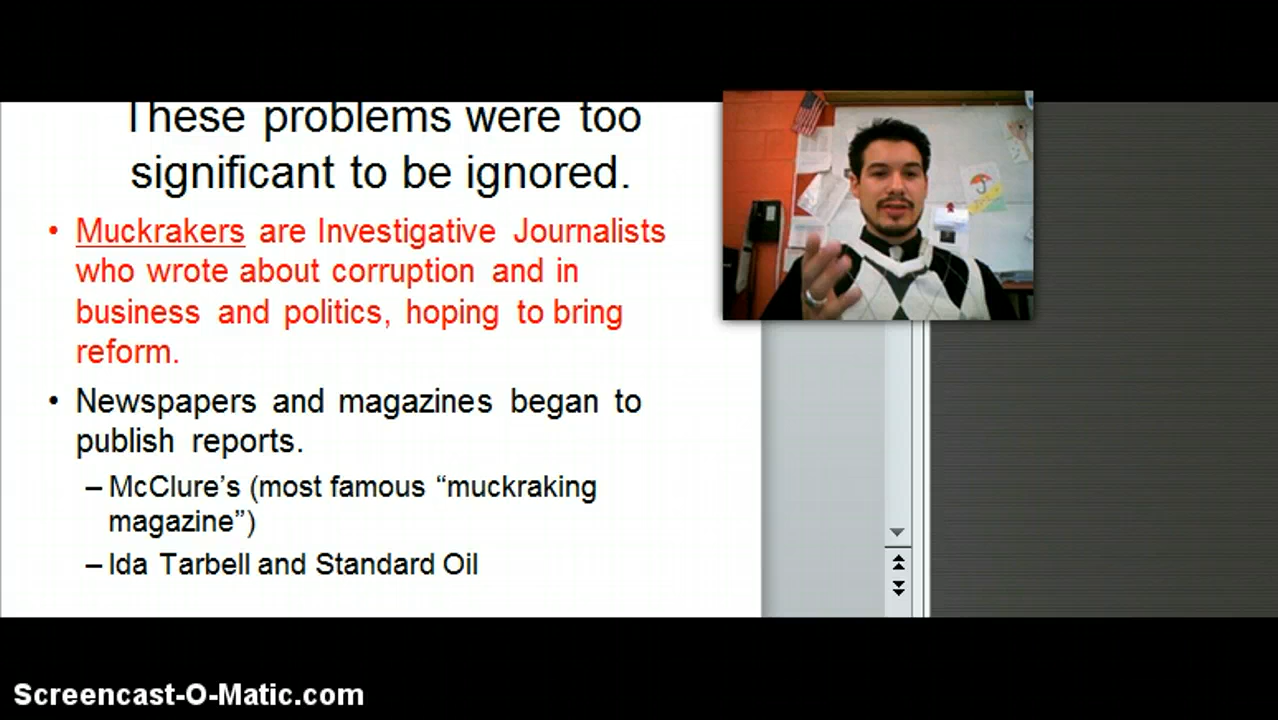 These problems were too
significant to be ignored.
• Muckrakers are Investigative Journalists
who wrote about corruption and in
business and politics, hoping to bring
reform.
• Newspapers and magazines began to
publish reports.
– McClure’s (most famous “muckraking
magazine”)
– Ida Tarbell and Standard Oil
Screencast-O-Matic.com